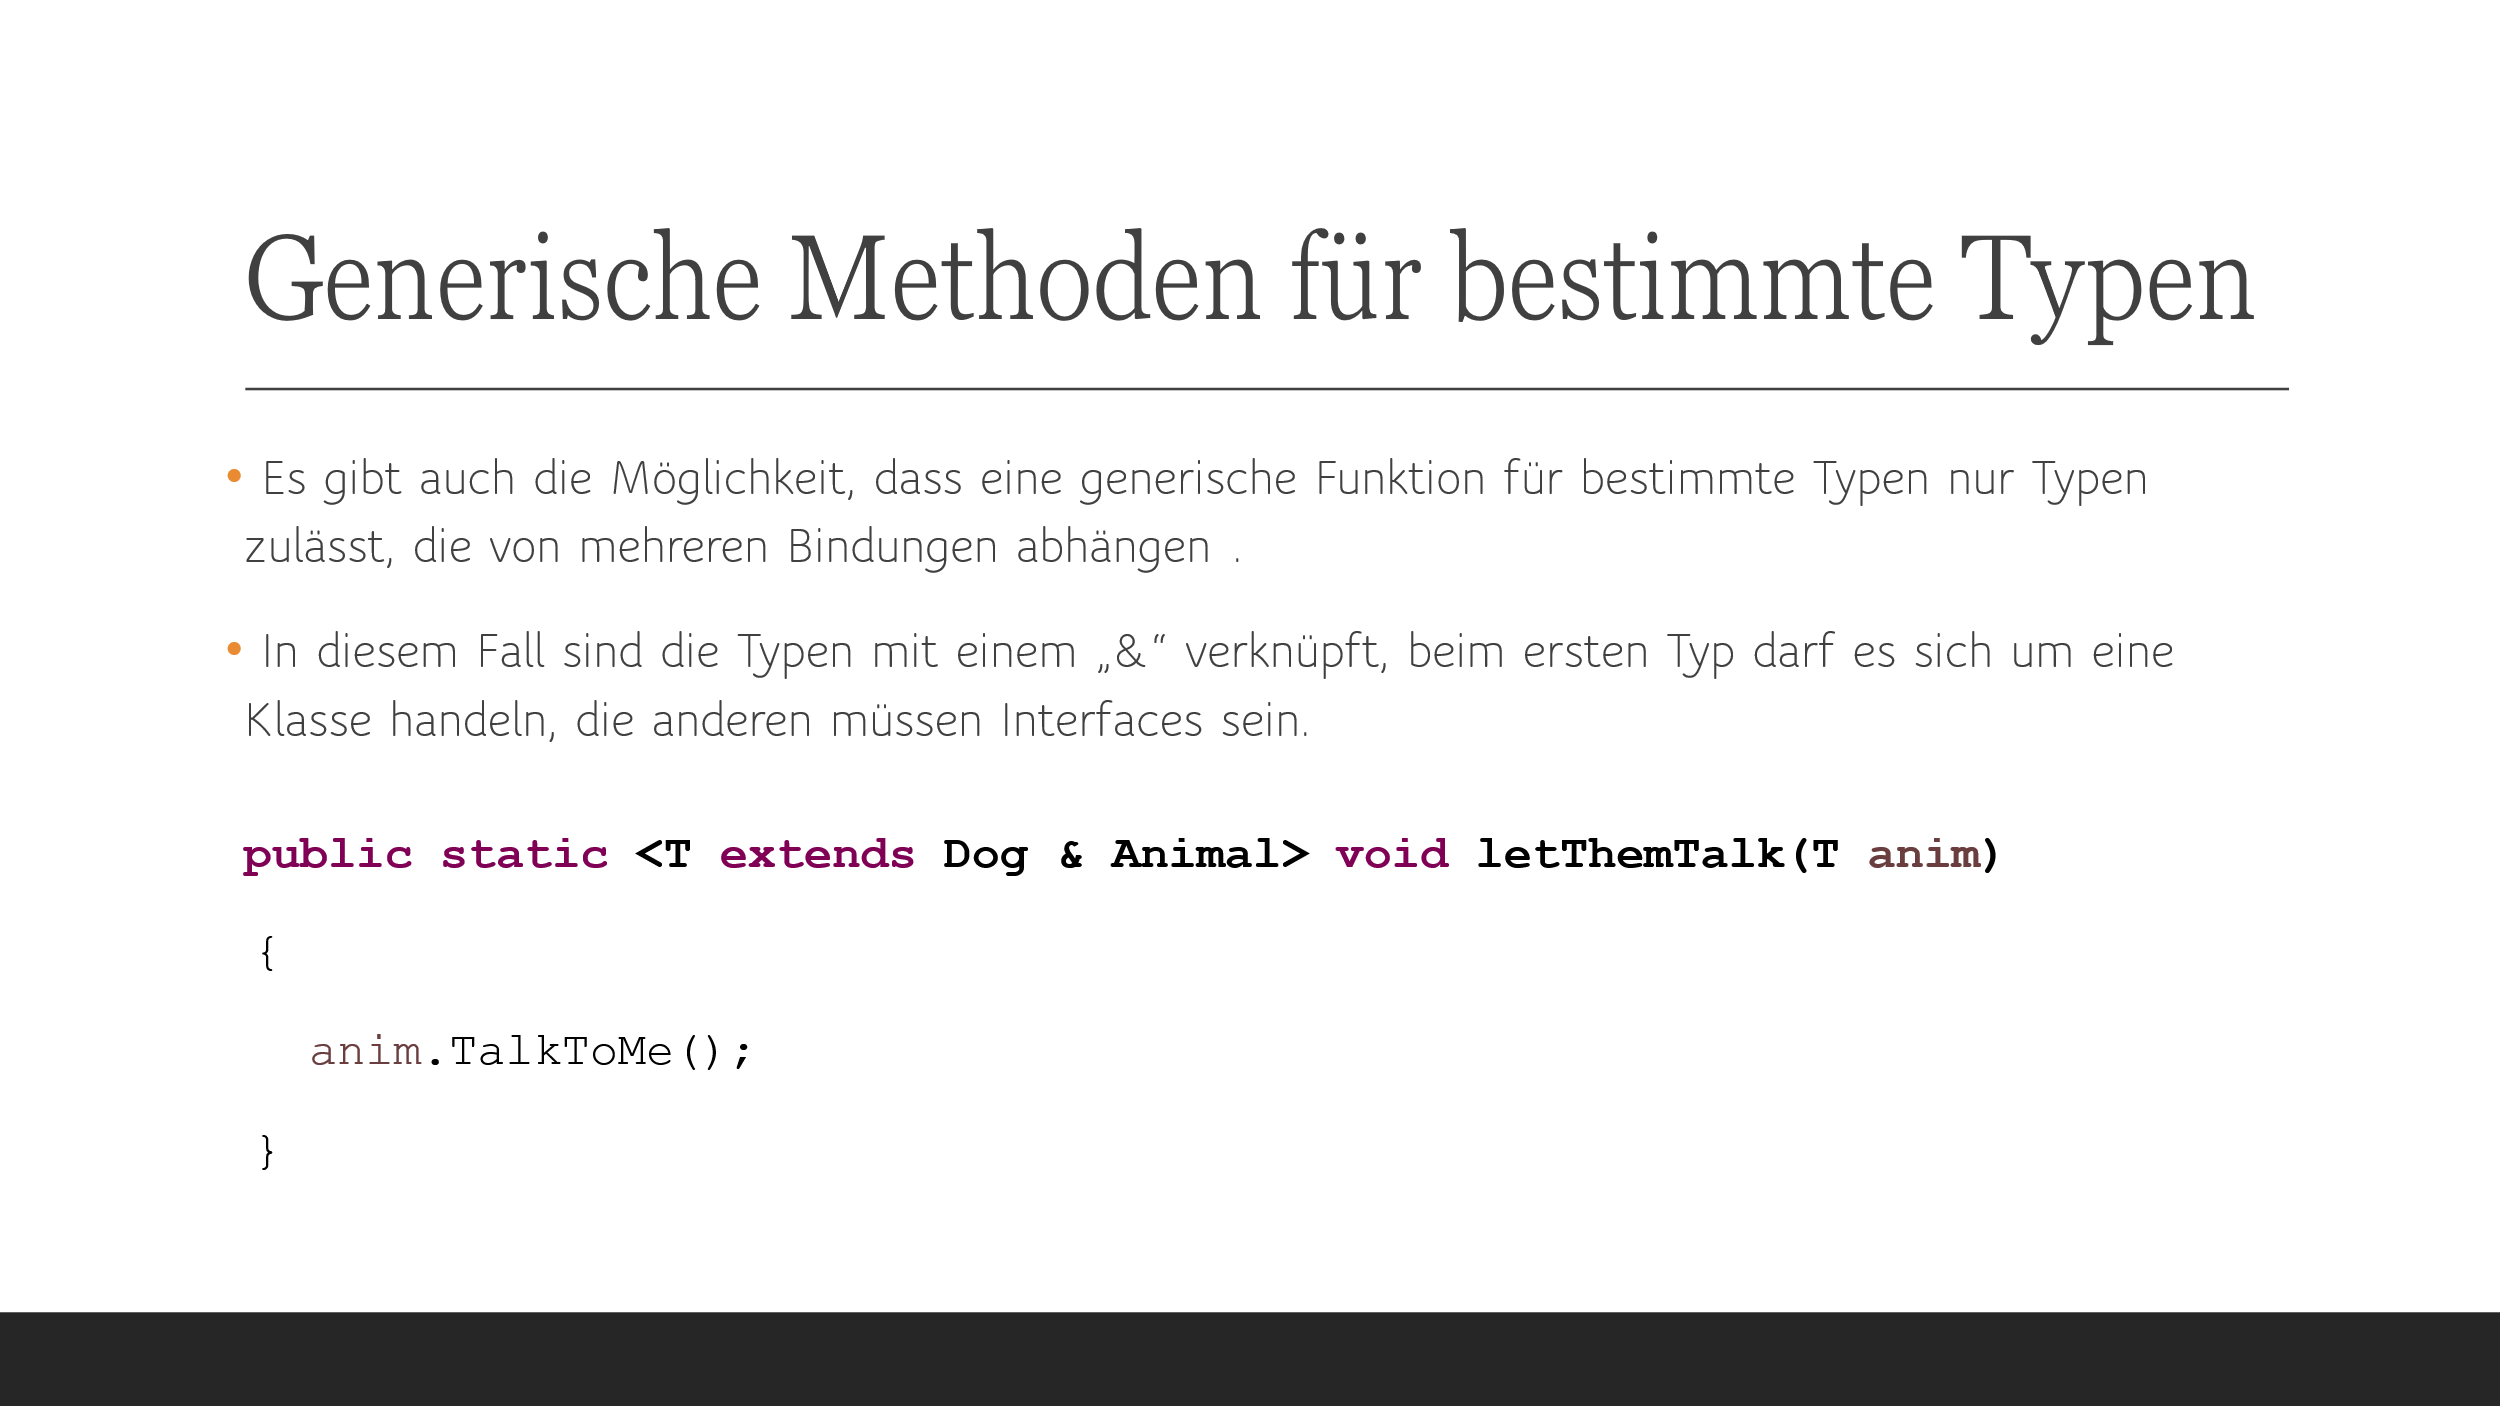 Generische Methoden für bestimmte Typen
• Es gibt auch die Möglichkeit, dass eine generische Funktion für bestimmte Typen nur Typen
zulässt, die von mehreren Bindungen abhängen .
• In diesem Fall sind die Typen mit einem „&“ verknüpft, beim ersten Typ darf es sich um eine
Klasse handeln, die anderen müssen Interfaces sein.
public static <T extends Dog & Animal> void letThemTalk(T anim)
{
anim.TalkToMe();
}